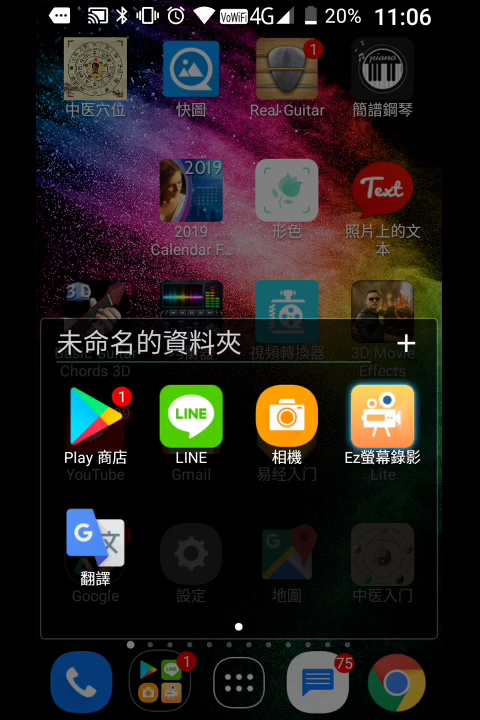 VoWiFi 4G 20% 11:06
1
中医穴位 快圖 Real Guitar 簡譜鋼琴
piano
2019
Text
2019 Calendar F... 形色 照片上的文本
3D
未命名的資料夾 +
Basic Guitar Chords 3D 視頻轉換器 3D Movie Effects
1
LINE
Play 商店 LINE 相機 Ez螢幕錄影
YouTube Gmail 易经入门 Lite
G 文
翻譯
Google 設定 地圖 中医入门
1 75